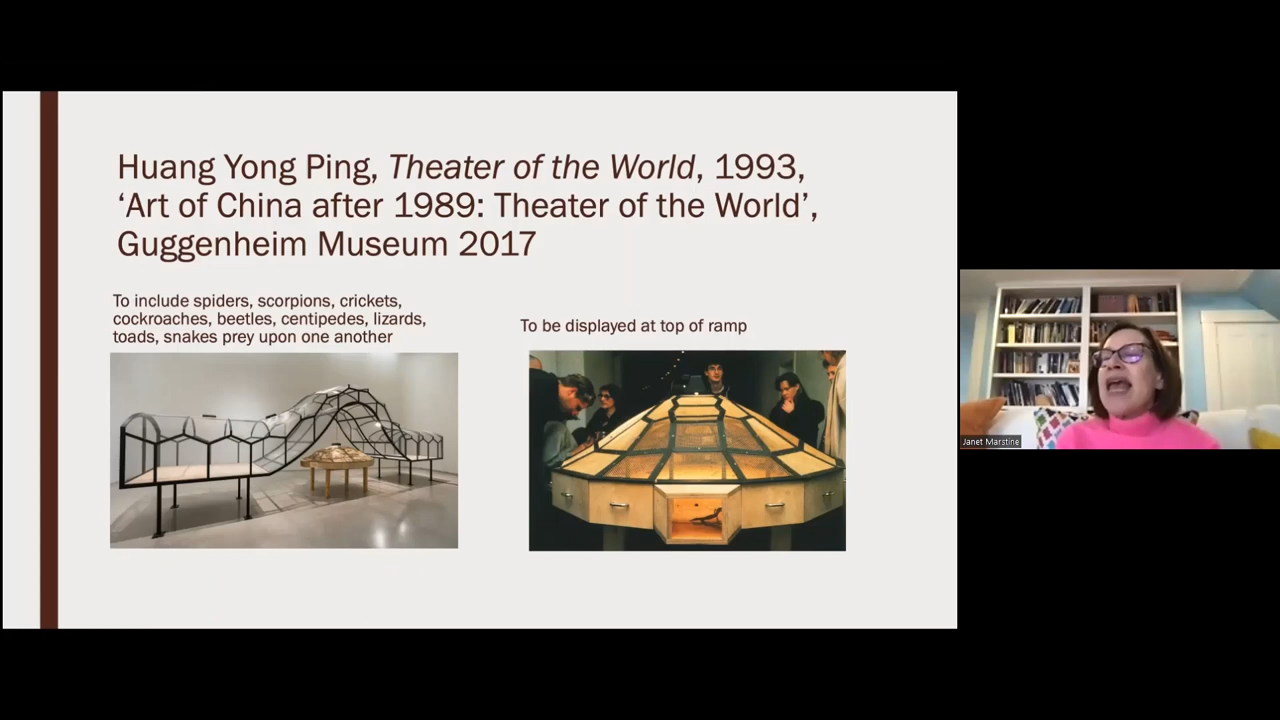 Huang Yong Ping, Theater of the World, 1993,
‘Art of China after 1989: Theater of the World’,
Guggenheim Museum 2017
To include spiders, scorpions, crickets,
cockroaches, beetles, centipedes, lizards,
toads, snakes prey upon one another
To be displayed at top of ramp
Janet Marstine